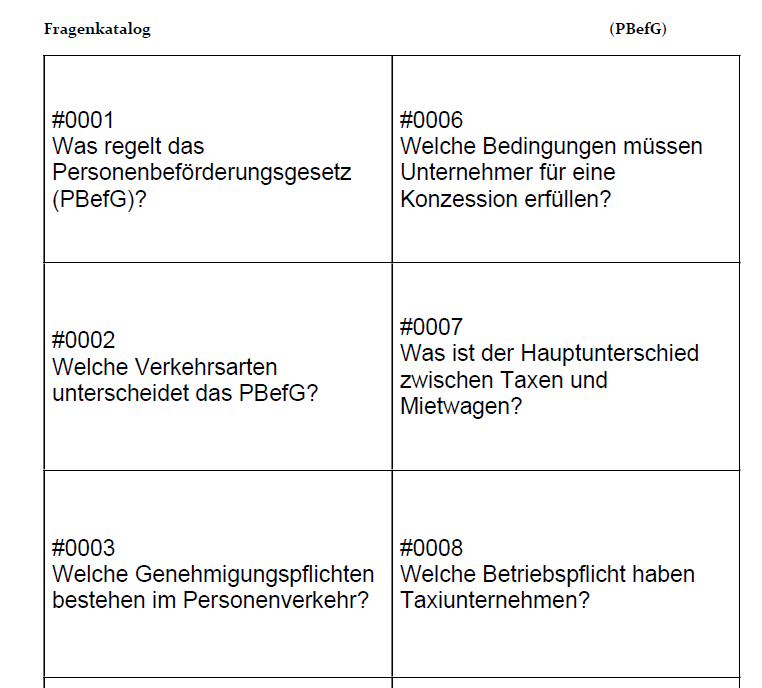 Fragenkatalog (PBefG)
#0001
Was regelt das
Personenbeförderungsgesetz
(PBefG)?
#0006
Welche Bedingungen müssen
Unternehmer für eine
Konzession erfüllen?
#0002
Welche Verkehrsarten
unterscheidet das PBefG?
#0007
Was ist der Hauptunterschied
zwischen Taxen und
Mietwagen?
#0003
Welche Genehmigungspflichten
bestehen im Personenverkehr?
#0008
Welche Betriebspflicht haben
Taxiunternehmen?